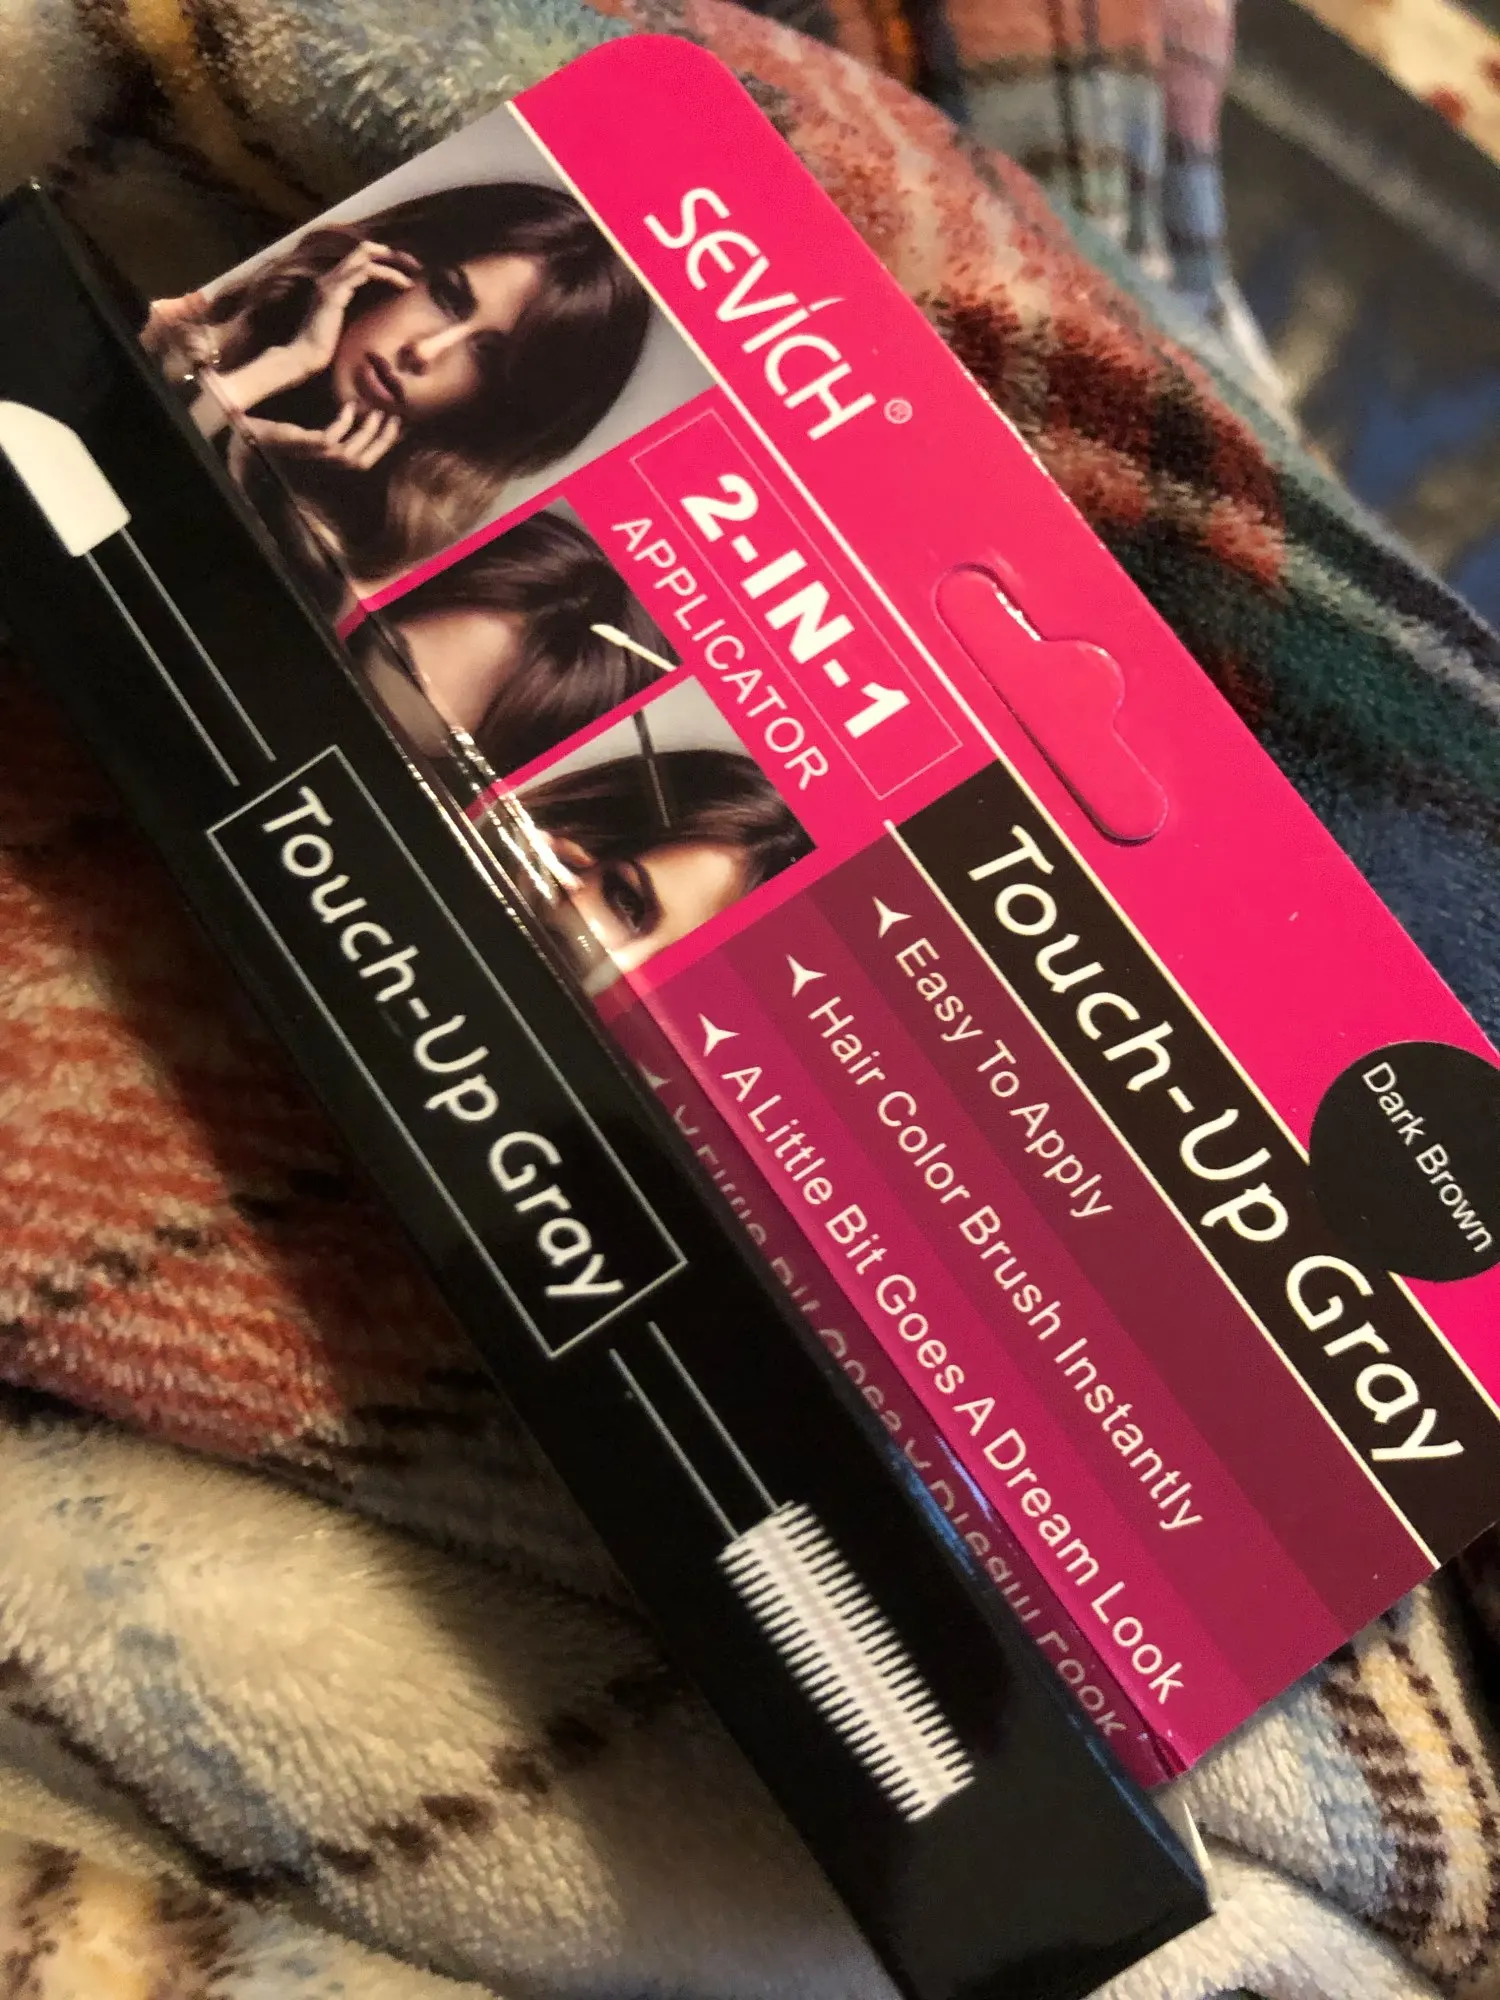 SEVICH®
2-IN-1
APPLICATOR
Touch-Up Gray
Dark Brown
Easy To Apply
Hair Color Brush Instantly
A Little Bit Goes A Dream Look
Touch-Up Gray